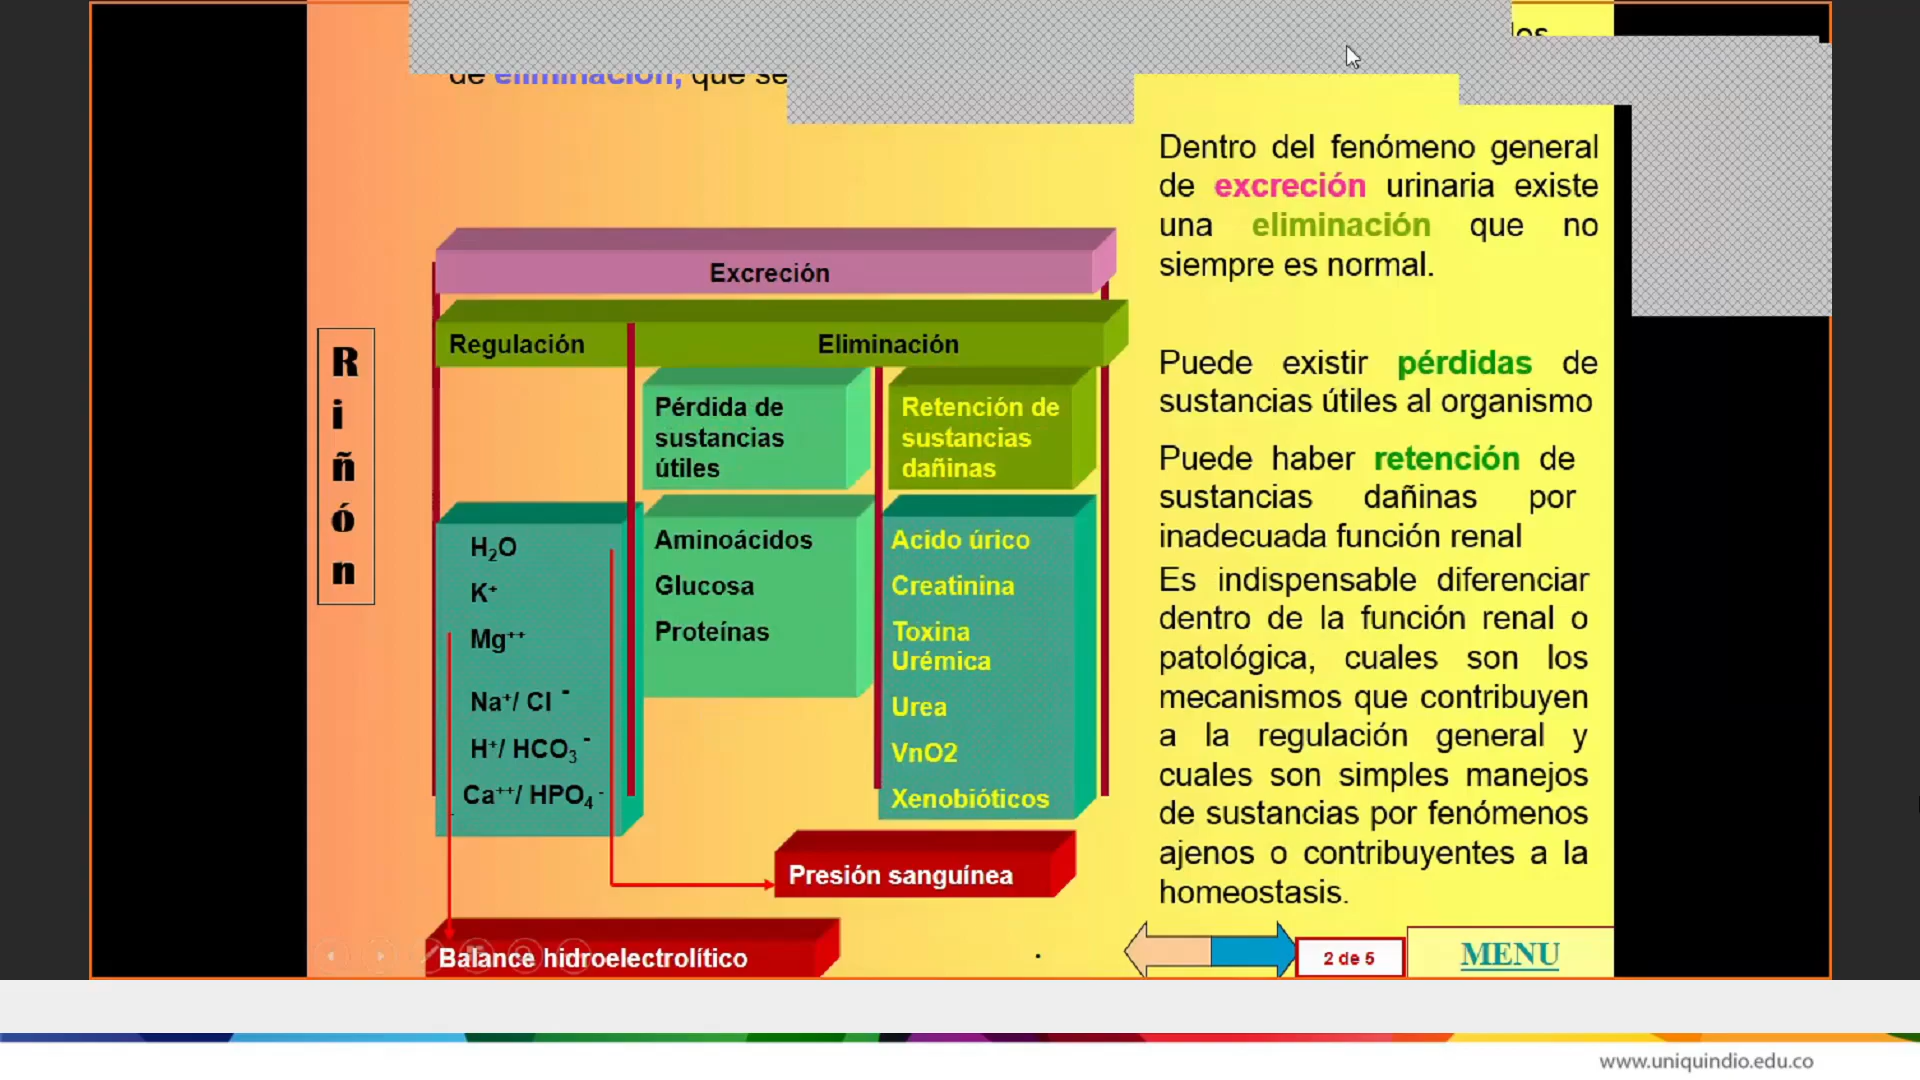 los
de eliminación, que se
Dentro del fenómeno general
de excreción urinaria existe
una eliminación que no
siempre es normal.
Excreción
Regulación
Eliminación
R
i
ñ
ó
n
Pérdida de
sustancias
útiles
Retención de
sustancias
dañinas
H₂O
K⁺
Mg⁺⁺
Na⁺/ Cl ⁻
H⁺/ HCO₃ ⁻
Ca⁺⁺/ HPO₄ ⁻
Aminoácidos
Glucosa
Proteínas
Acido úrico
Creatinina
Toxina
Urémica
Urea
VnO2
Xenobióticos
Presión sanguínea
Balance hidroelectrolítico
Puede existir pérdidas de
sustancias útiles al organismo
Puede haber retención de
sustancias dañinas por
inadecuada función renal
Es indispensable diferenciar
dentro de la función renal o
patológica, cuales son los
mecanismos que contribuyen
a la regulación general y
cuales son simples manejos
de sustancias por fenómenos
ajenos o contribuyentes a la
homeostasis.
2 de 5
MENU
www.uniquindio.edu.co